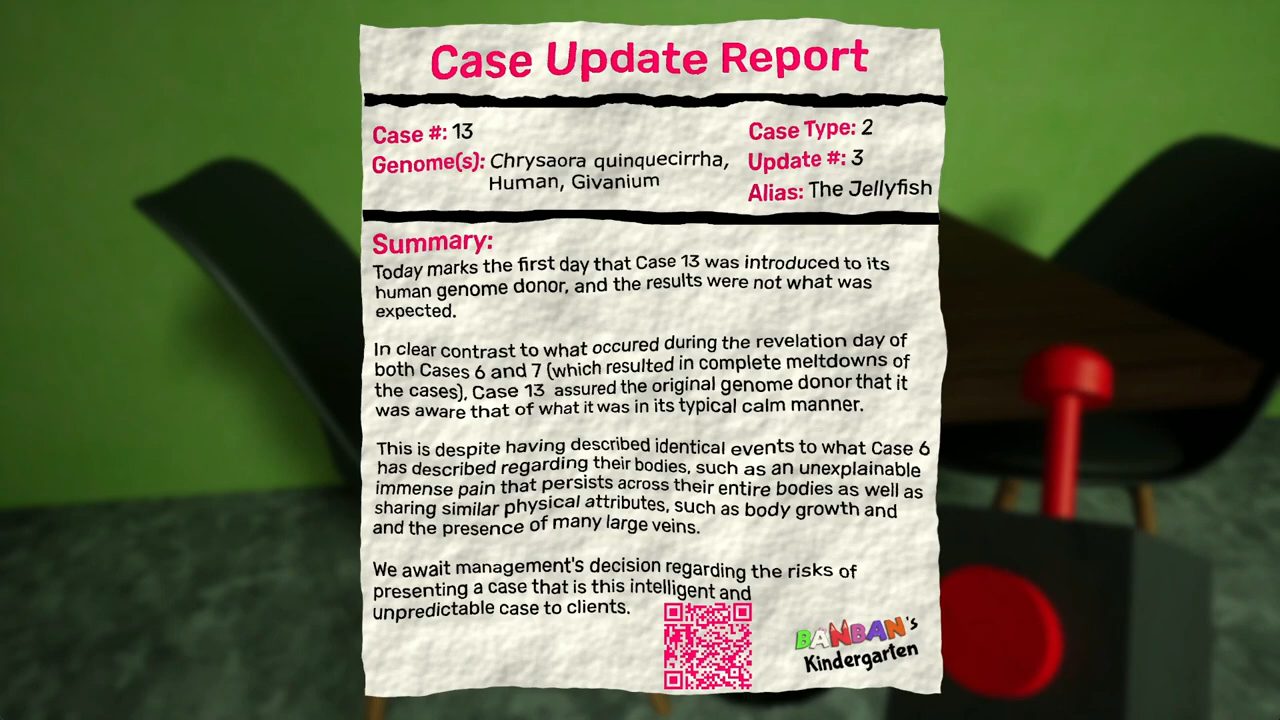 Case Update Report
Case #: 13
Case Type: 2
Genome(s): Chrysaora quinquecirrha,
Human, Givanium
Update #: 3
Alias: The Jellyfish
Summary:
Today marks the first day that Case 13 was introduced to its
human genome donor, and the results were not what was
expected.
In clear contrast to what occured during the revelation day of
both Cases 6 and 7 (which resulted in complete meltdowns of
the cases), Case 13 assured the original genome donor that it
was aware that of what it was in its typical calm manner.
This is despite having described identical events to what Case 6
has described regarding their bodies, such as an unexplainable
immense pain that persists across their entire bodies as well as
sharing similar physical attributes, such as body growth and
and the presence of many large veins.
We await management's decision regarding the risks of
presenting a case that is this intelligent and
unpredictable case to clients.
BANBAN's
Kindergarten